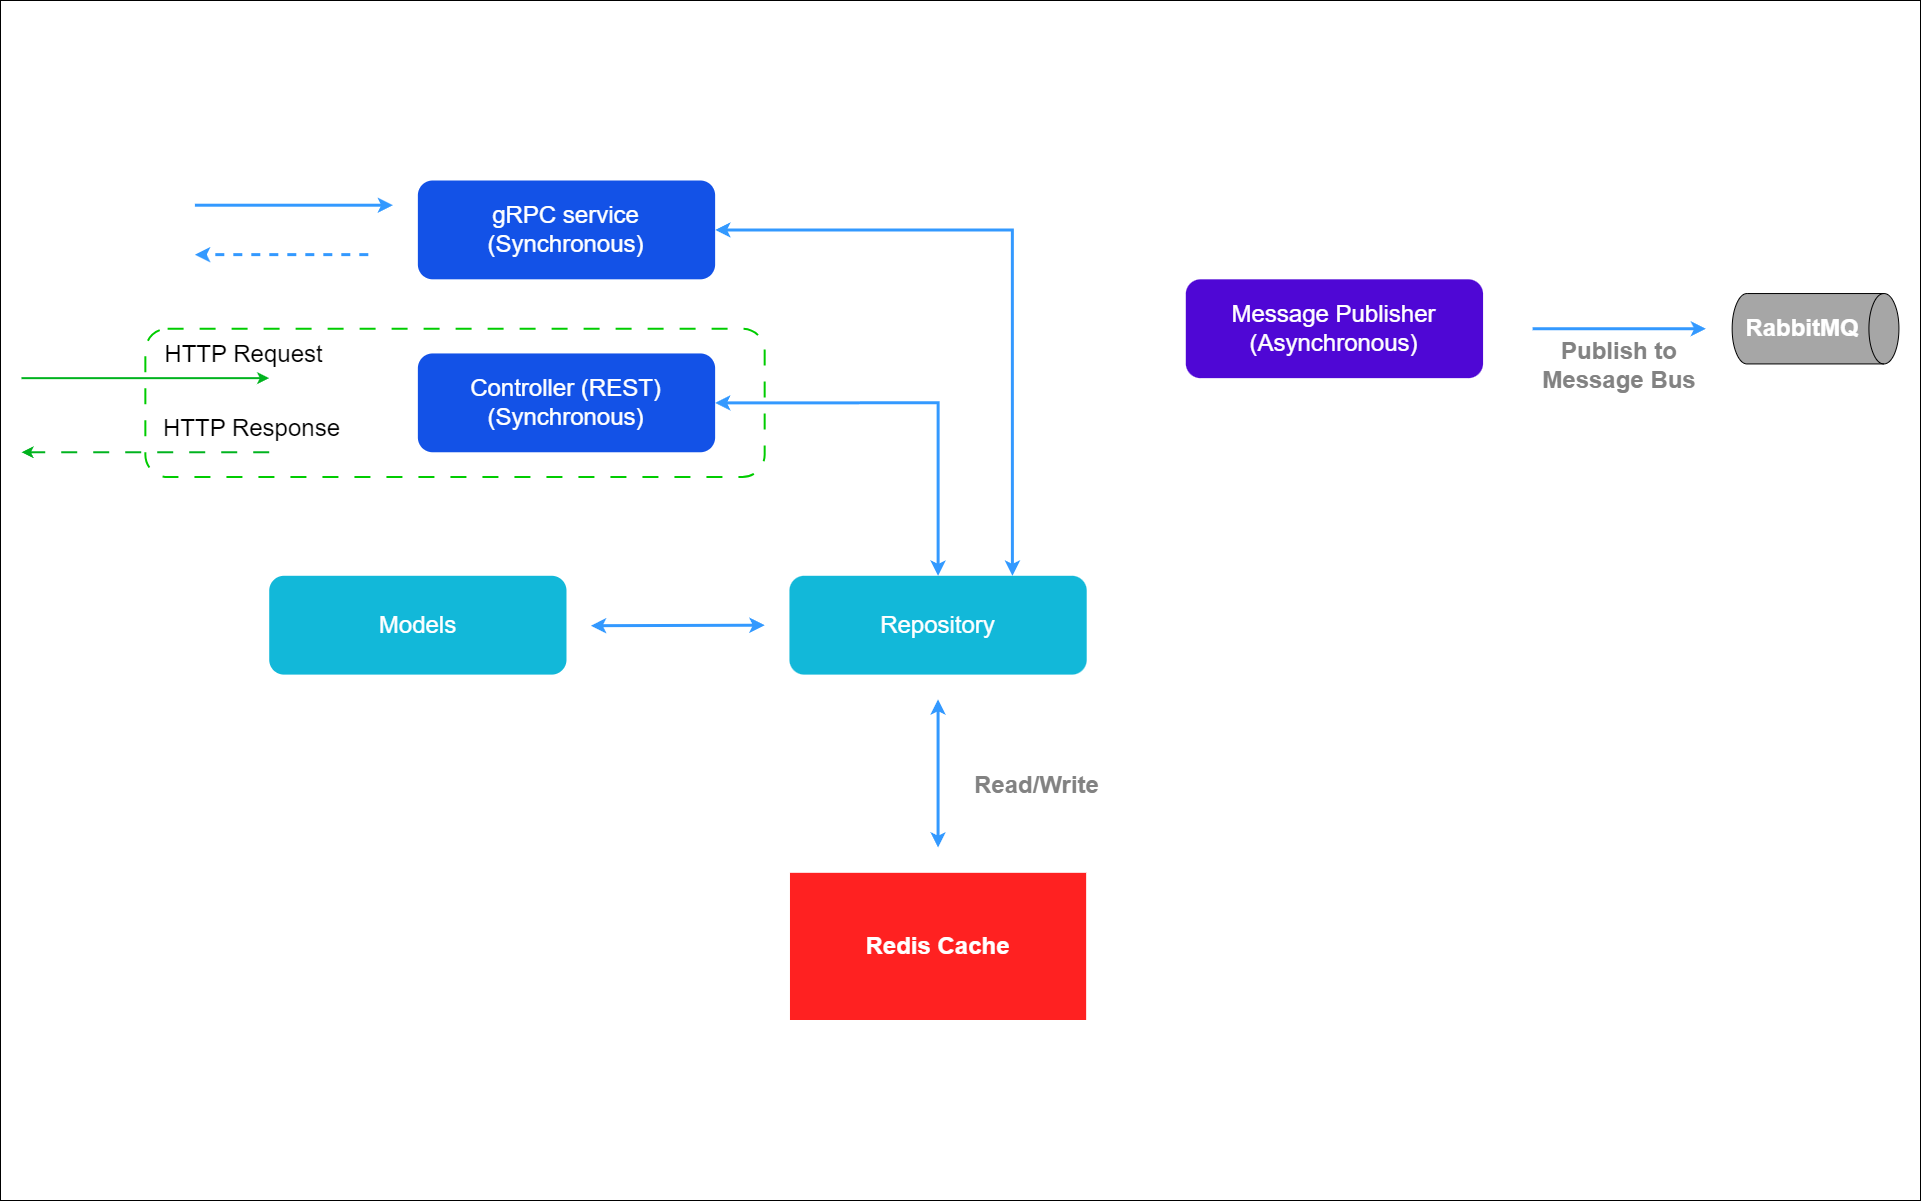 gRPC service
(Synchronous)
Message Publisher
(Asynchronous)
RabbitMQ
Publish to
Message Bus
HTTP Request
Controller (REST)
(Synchronous)
HTTP Response
Models
Repository
Read/Write
Redis Cache